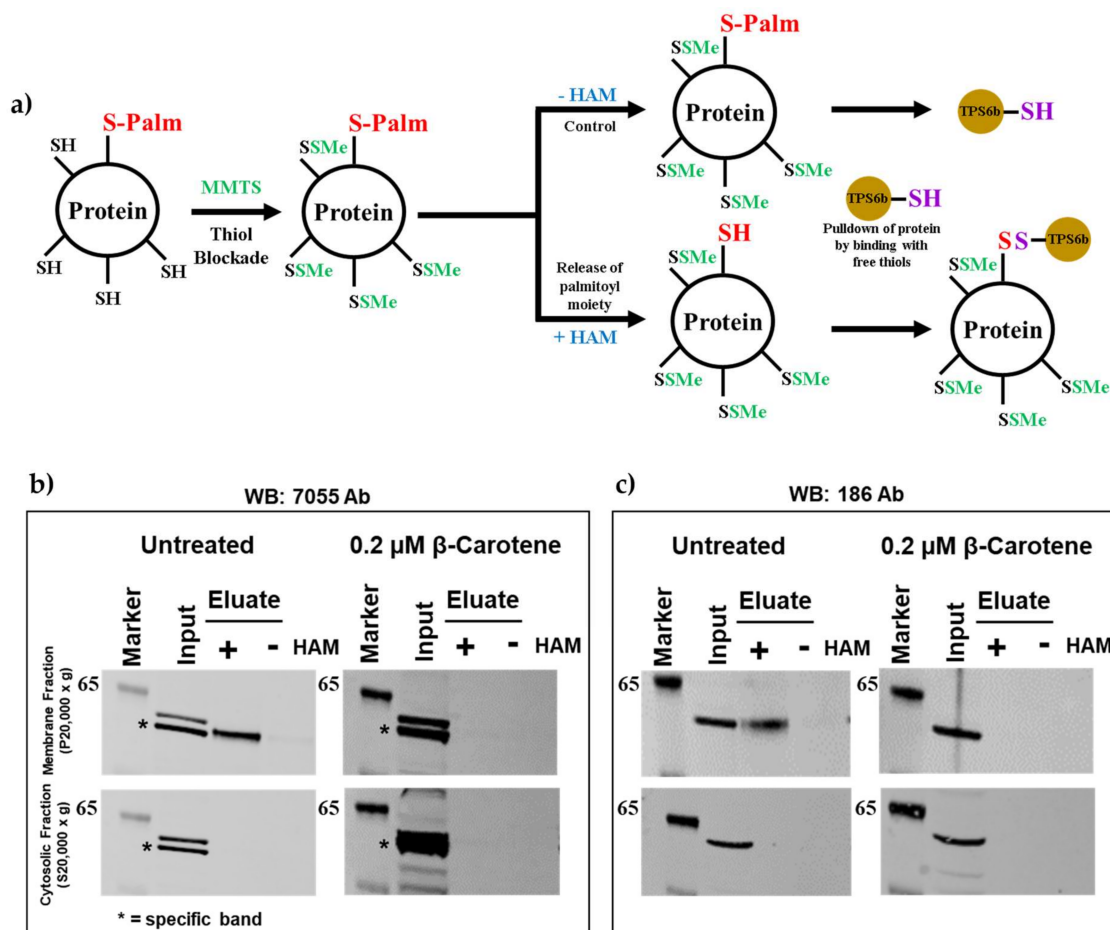 a)
S-Palm
SH
Protein
SH
SH
SH
MMTS
Thiol
Blockade
S-Palm
SSMe
Protein
SSMe
SSMe
SSMe
- HAM
Control
Release of
palmitoyl
moiety
+ HAM
S-Palm
SSMe
Protein
SSMe
SSMe
SSMe
SH
SSMe
Protein
SSMe
SSMe
SSMe
TPS6b SH
TPS6b SH
Pulldown of protein
by binding with
free thiols
S S TPS6b
SSMe
Protein
SSMe
SSMe
SSMe
b)
WB: 7055 Ab
Untreated
0.2 µM β-Carotene
Marker
Input
Eluate
+ - HAM
Marker
Input
Eluate
+ - HAM
Membrane Fraction
(P20,000 x g)
65
*
65
*
Cytosolic Fraction
(S20,000 x g)
65
*
65
*
* = specific band
c)
WB: 186 Ab
Untreated
0.2 µM β-Carotene
Marker
Input
Eluate
+ - HAM
Marker
Input
Eluate
+ - HAM
65
65
65
65